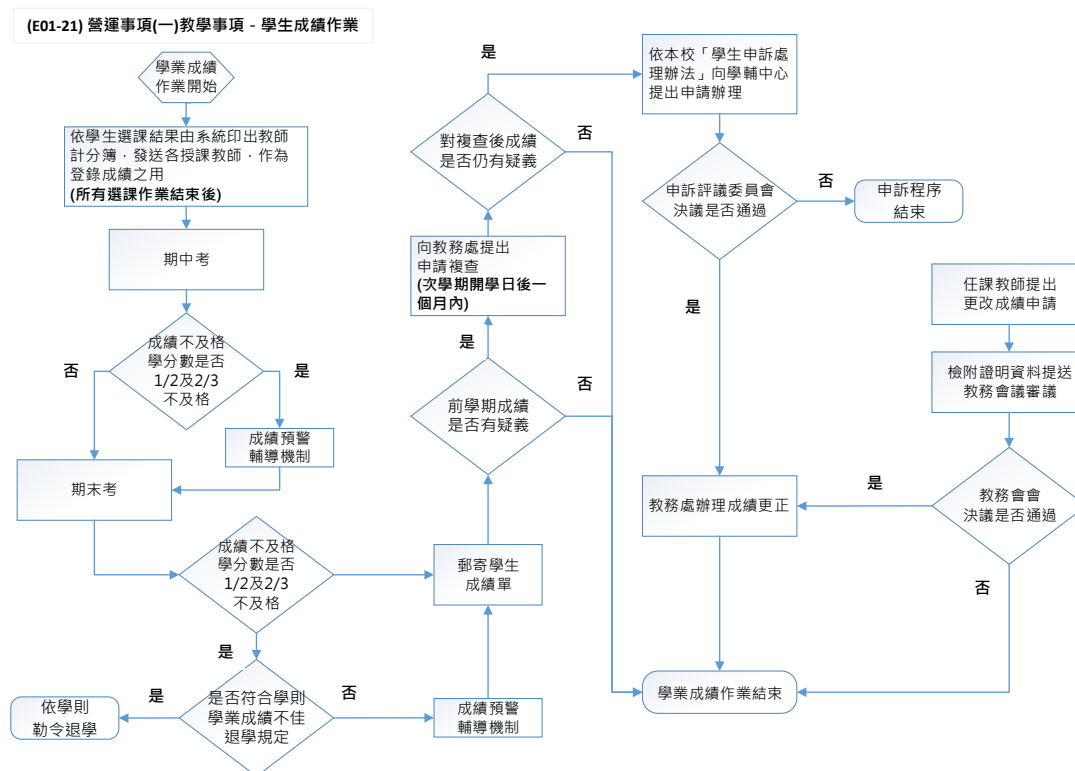 (E01-21) 營運事項(一)教學事項 - 學生成績作業
學業成績
作業開始
依學生選課結果由系統印出教師
計分簿，發送各授課教師，作為
登錄成績之用
(所有選課作業結束後)
期中考
成績不及格
學分數是否
1/2及2/3
不及格
否
是
成績預警
輔導機制
期末考
成績不及格
學分數是否
1/2及2/3
不及格
是
是否符合學則
學業成績不佳
退學規定
是
否
依學則
勒令退學
成績預警
輔導機制
郵寄學生
成績單
前學期成績
是否有疑義
是
否
向教務處提出
申請複查
(次學期開學日後一
個月內)
對複查後成績
是否仍有疑義
是
否
依本校「學生申訴處
理辦法」向學輔中心
提出申請辦理
申訴評議委員會
決議是否通過
否
申訴程序
結束
是
任課教師提出
更改成績申請
檢附證明資料提送
教務會議審議
教務會會
決議是否通過
是
否
教務處辦理成績更正
學業成績作業結束